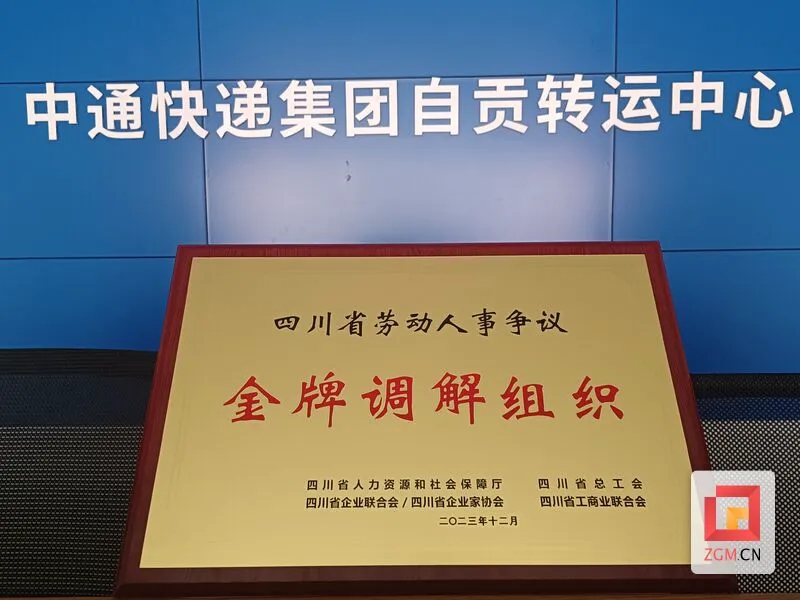 中通快递集团自贡转运中心
四川省劳动人事争议
金牌调解组织
四川省人力资源和社会保障厅 四川省总工会
四川省企业联合会/四川省企业家协会 四川省工商业联合会
二〇二三年十二月
ZGM.CN